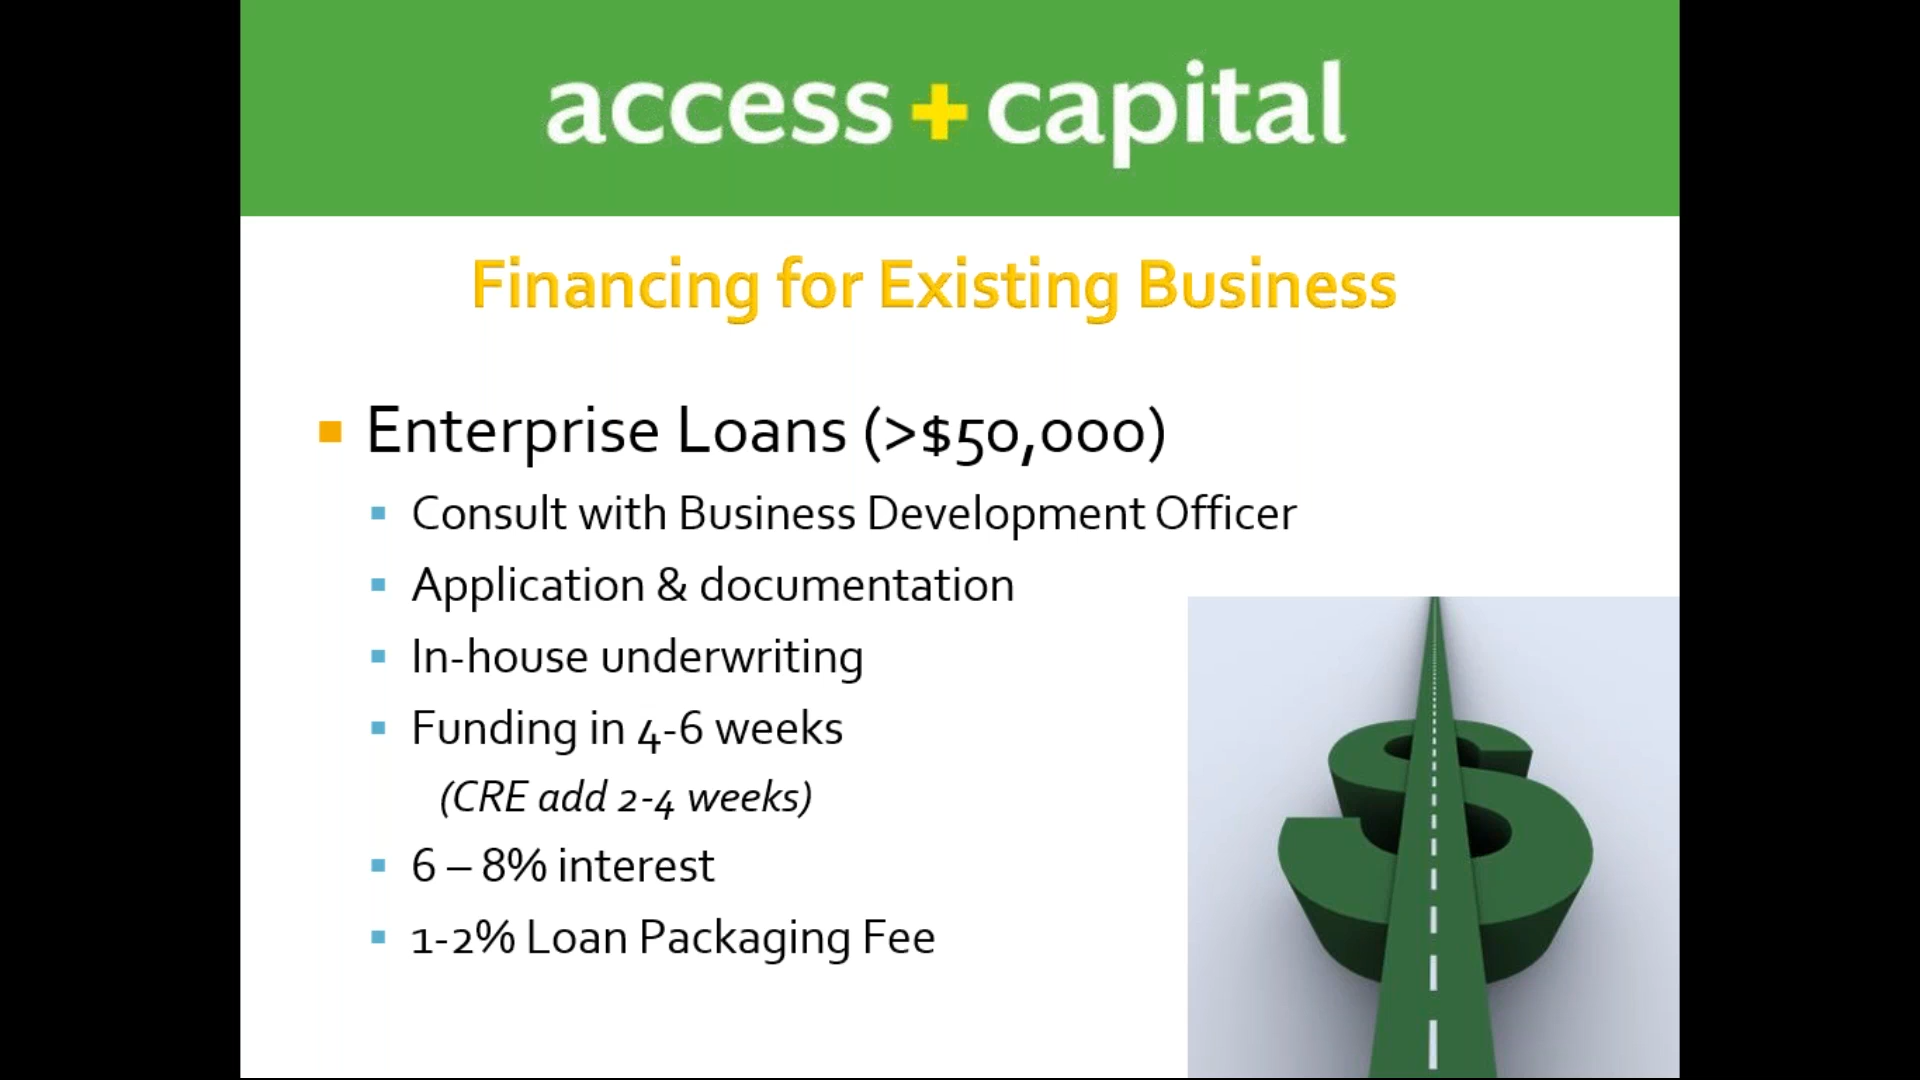 access + capital
Financing for Existing Business
Enterprise Loans (>$50,000)
Consult with Business Development Officer
Application & documentation
In-house underwriting
Funding in 4-6 weeks
(CRE add 2-4 weeks)
6 – 8% interest
1-2% Loan Packaging Fee